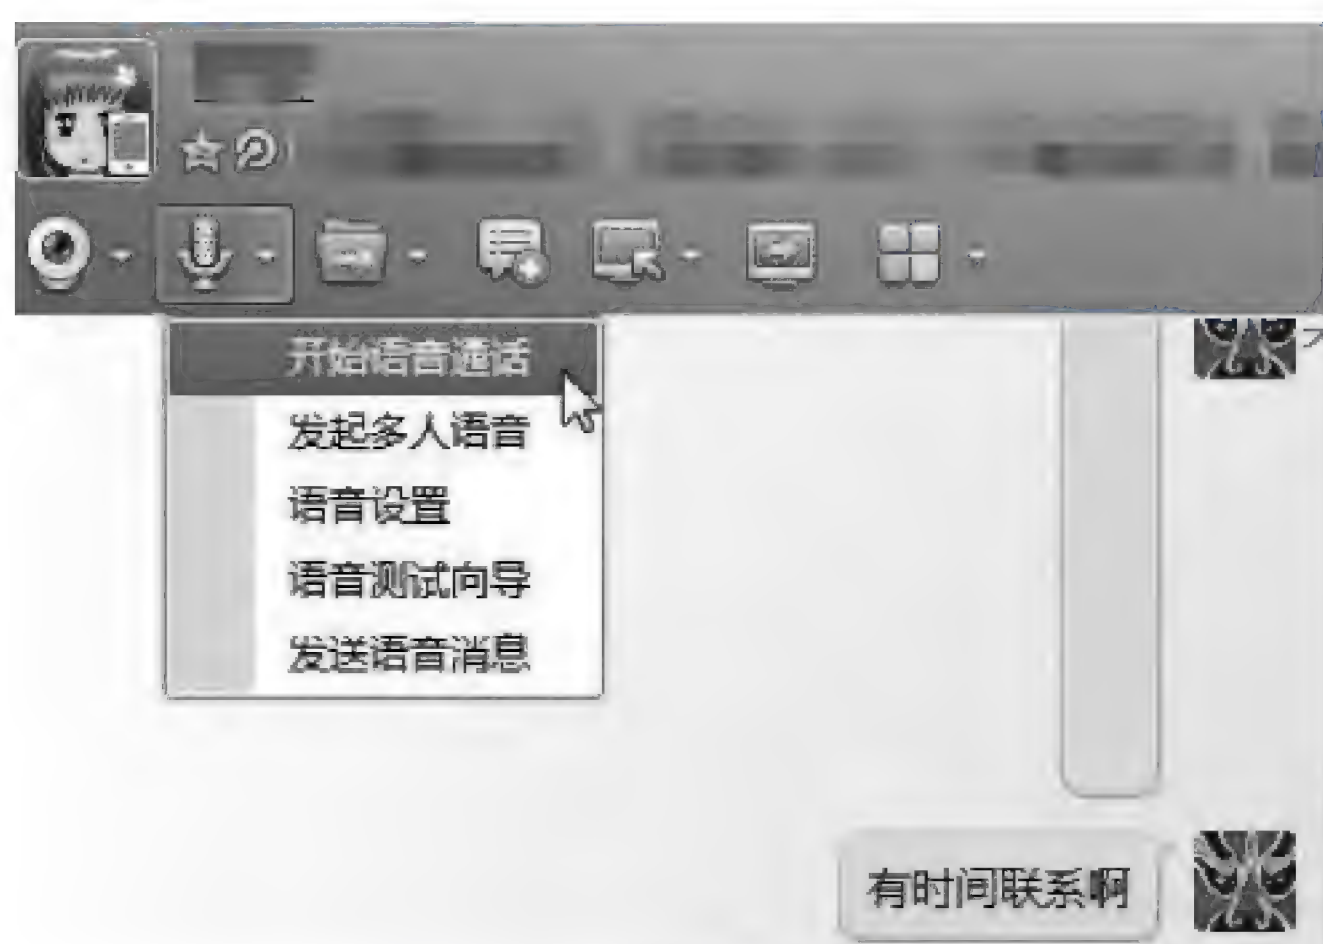 开始语音通话
发起多人语音
语音设置
语音测试向导
发送语音消息
有时间联系啊